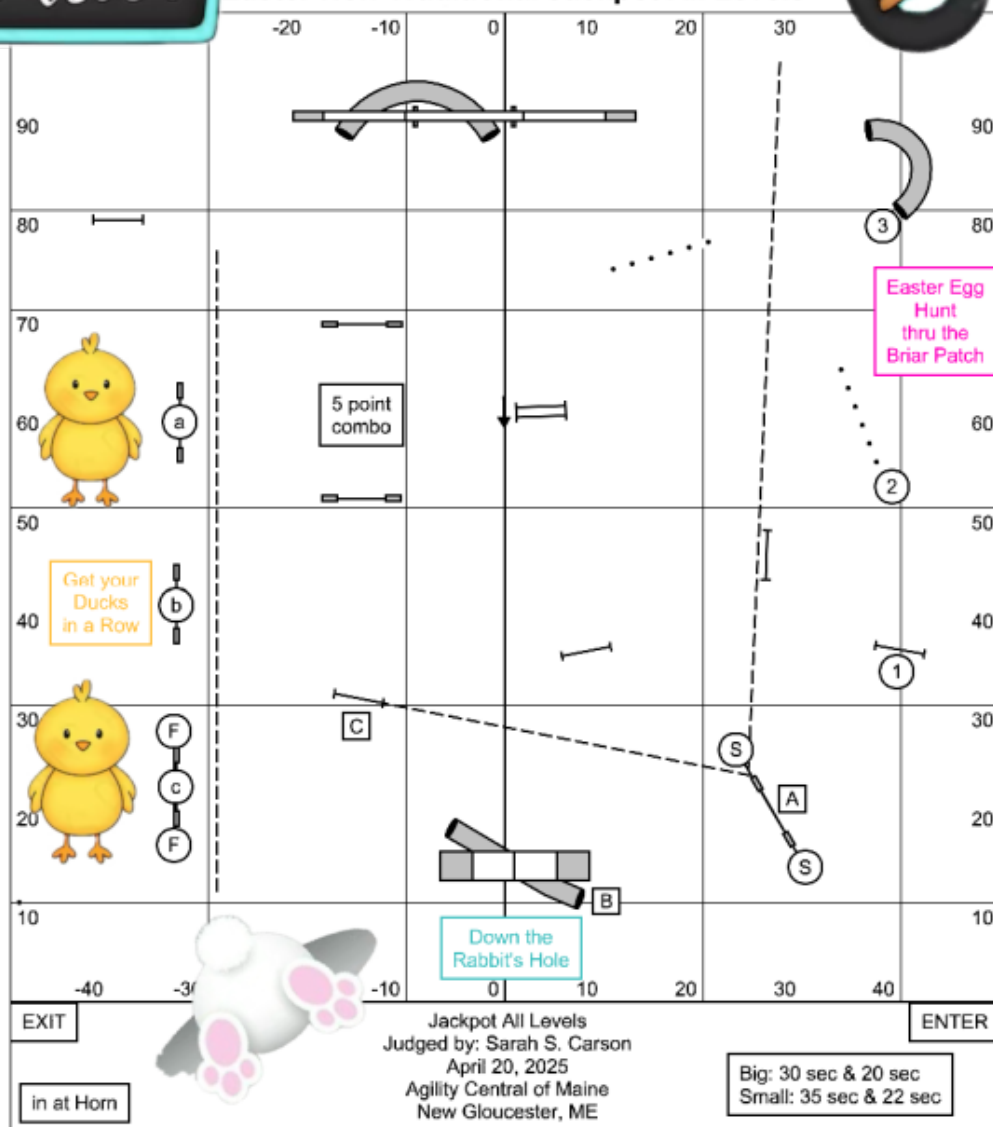 -20 -10 0 10 20 30
90 90
80 3 80
Easter Egg
Hunt
thru the
Briar Patch
70
5 point
combo
60 a 60
2
50 50
Get your
Ducks
in a Row
b
40 40
1
30 F C 30
S
c A
20 20
F S
B
10 10
Down the
Rabbit's Hole
-40 -30 -10 0 20 30 40
EXIT
ENTER
Jackpot All Levels
Judged by: Sarah S. Carson
April 20, 2025
Agility Central of Maine
New Gloucester, ME
Big: 30 sec & 20 sec
Small: 35 sec & 22 sec
in at Horn